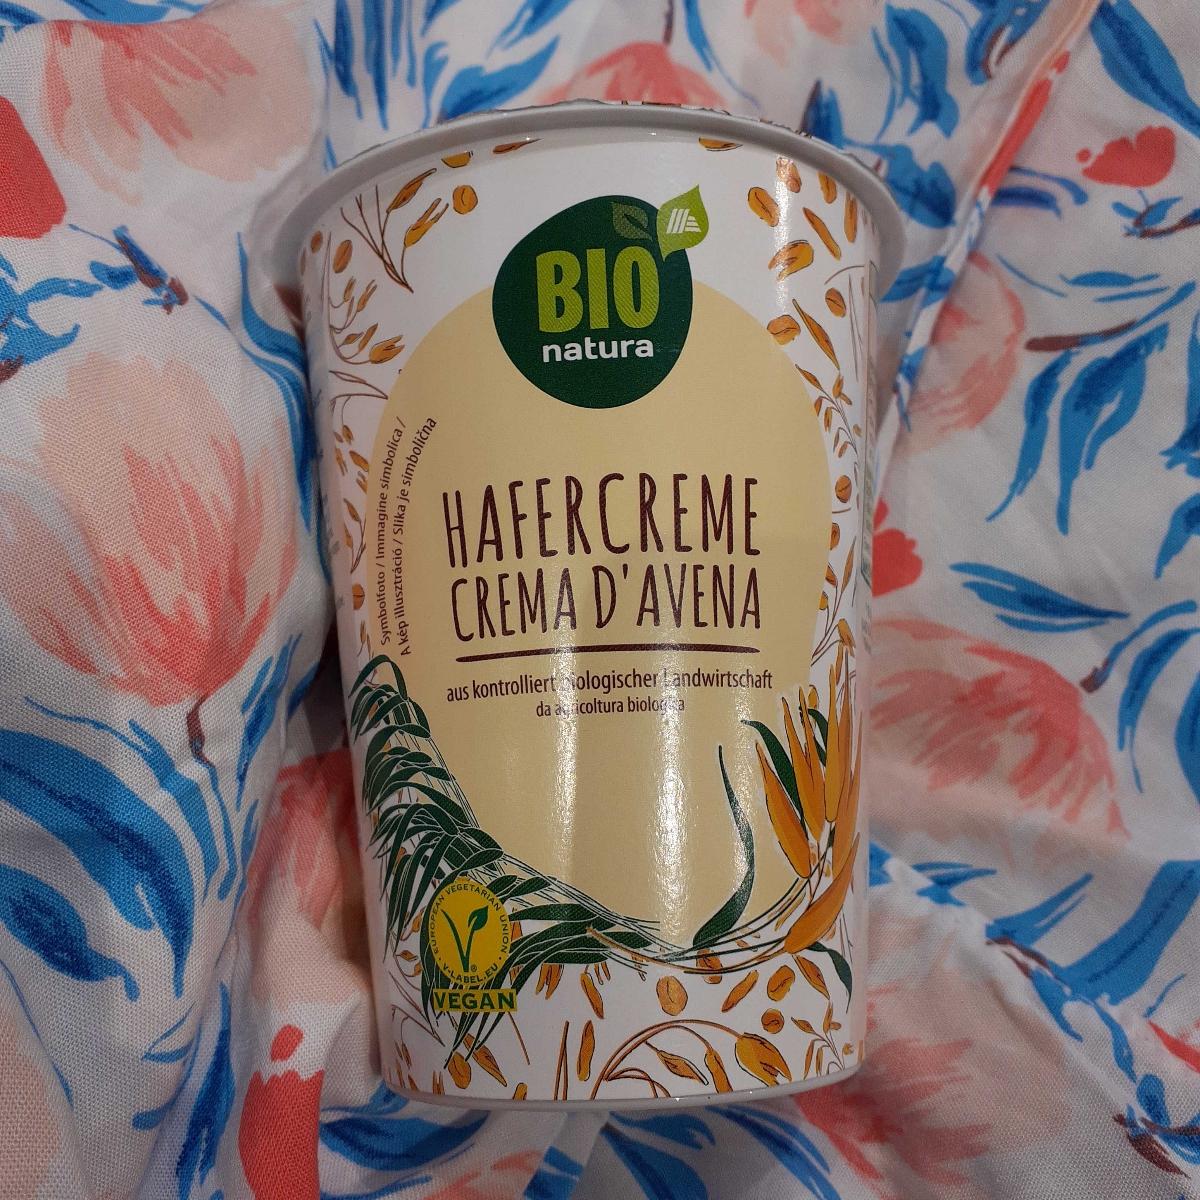 BIO
natura
Symbolfoto / Immagine simbolica /
A kép illusztráció / Slika je simbolična
HAFERCREME
CREMA D'AVENA
aus kontrolliert biologischer Landwirtschaft
da agricoltura biologica
EUROPEAN VEGETARIAN UNION
V-LABEL.EU
VEGAN